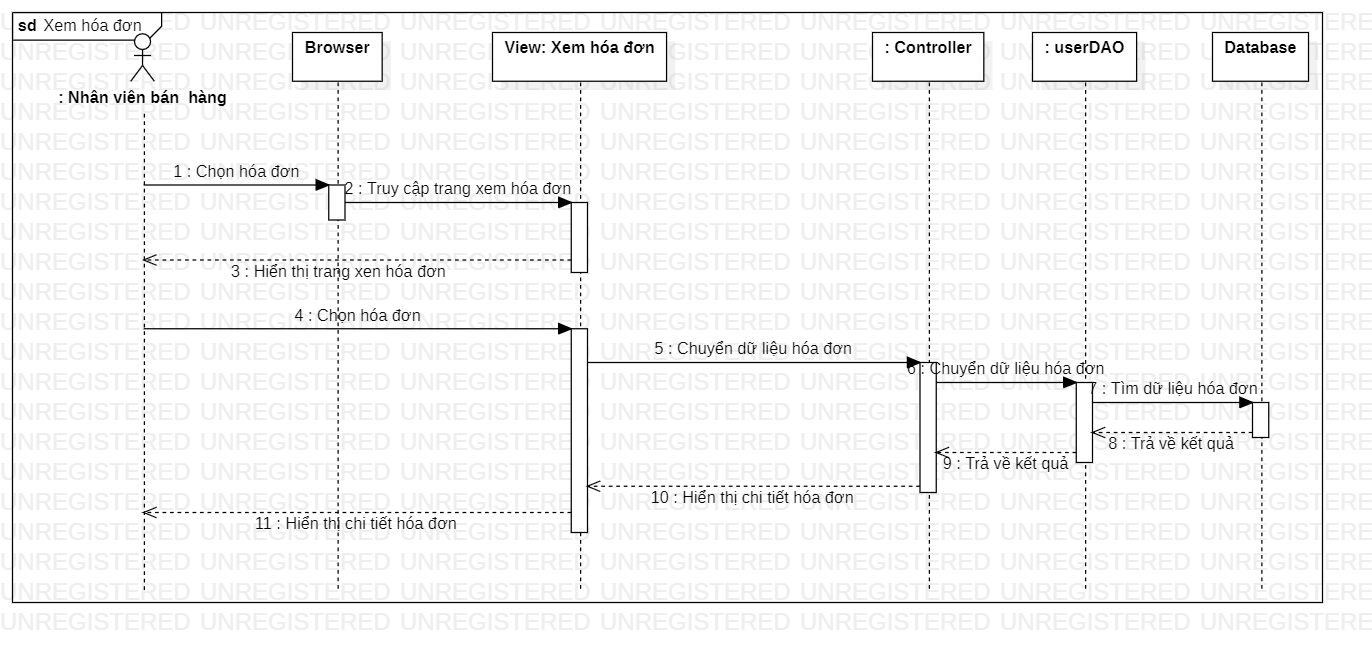 sd Xem hóa đơn
Browser
View: Xem hóa đơn
: Controller
: userDAO
Database
: Nhân viên bán hàng
1 : Chọn hóa đơn
2 : Truy cập trang xem hóa đơn
3 : Hiển thị trang xen hóa đơn
4 : Chọn hóa đơn
5 : Chuyển dữ liệu hóa đơn
6 : Chuyển dữ liệu hóa đơn
7 : Tìm dữ liệu hóa đơn
8 : Trả về kết quả
9 : Trả về kết quả
10 : Hiển thị chi tiết hóa đơn
11 : Hiển thị chi tiết hóa đơn
UNREGISTERED